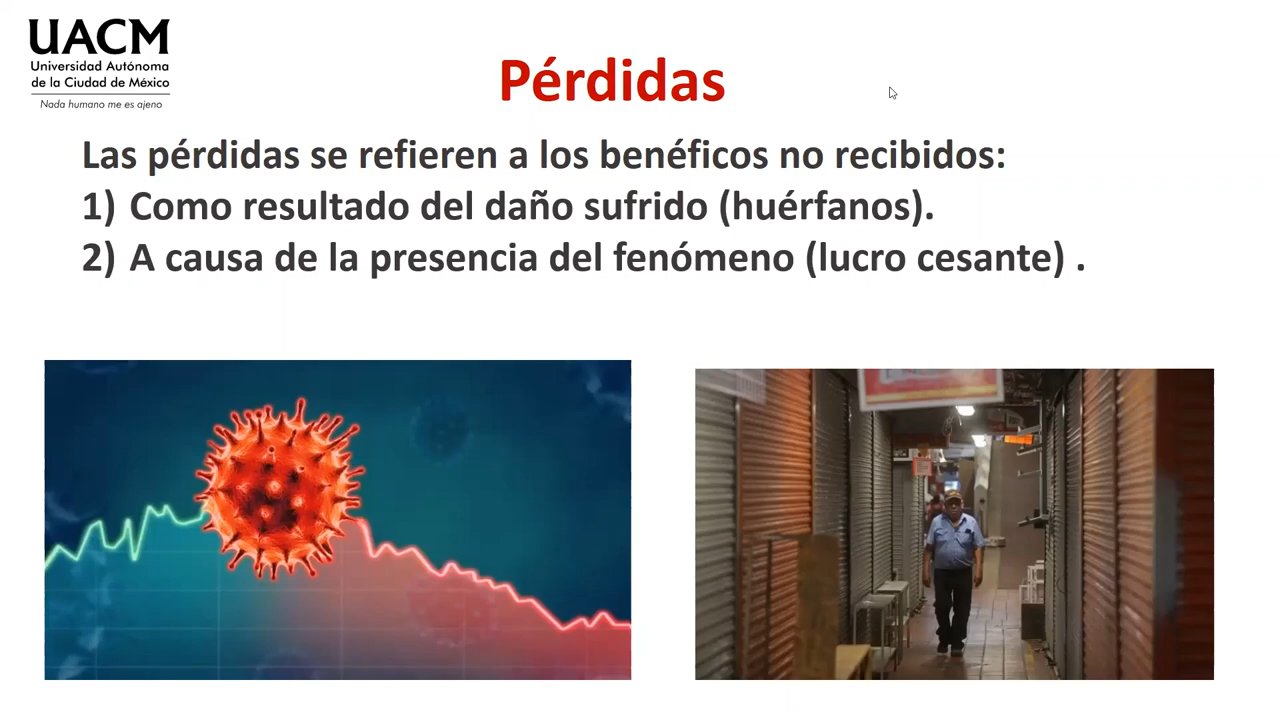 UACM
Universidad Autónoma
de la Ciudad de México
Nada humano me es ajeno
Pérdidas
Las pérdidas se refieren a los benéficos no recibidos:
1) Como resultado del daño sufrido (huérfanos).
2) A causa de la presencia del fenómeno (lucro cesante) .